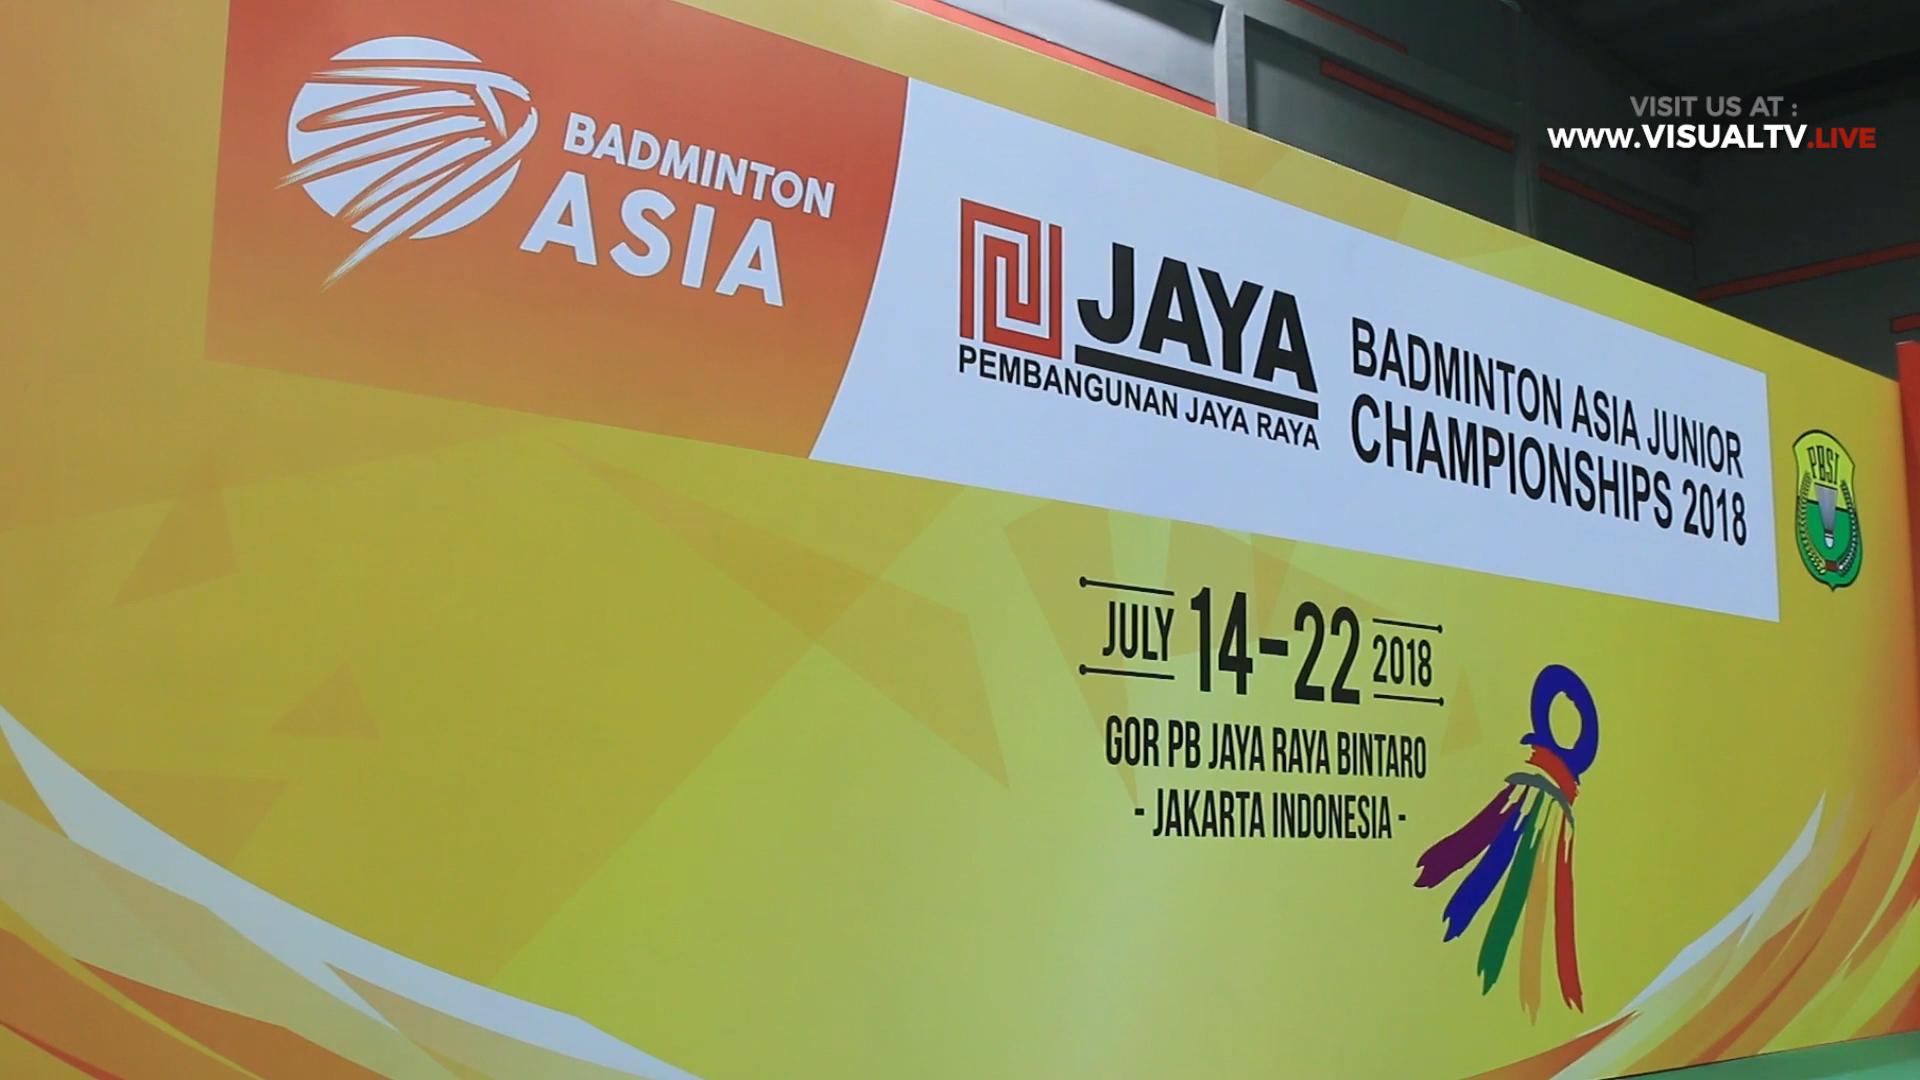 VISIT US AT :
WWW.VISUALTV.LIVE
BADMINTON
ASIA
JAYA
PEMBANGUNAN JAYA RAYA
BADMINTON ASIA JUNIOR
CHAMPIONSHIPS 2018
PBSI
JULY 14-22 2018
GOR PB JAYA RAYA BINTARO
- JAKARTA INDONESIA -